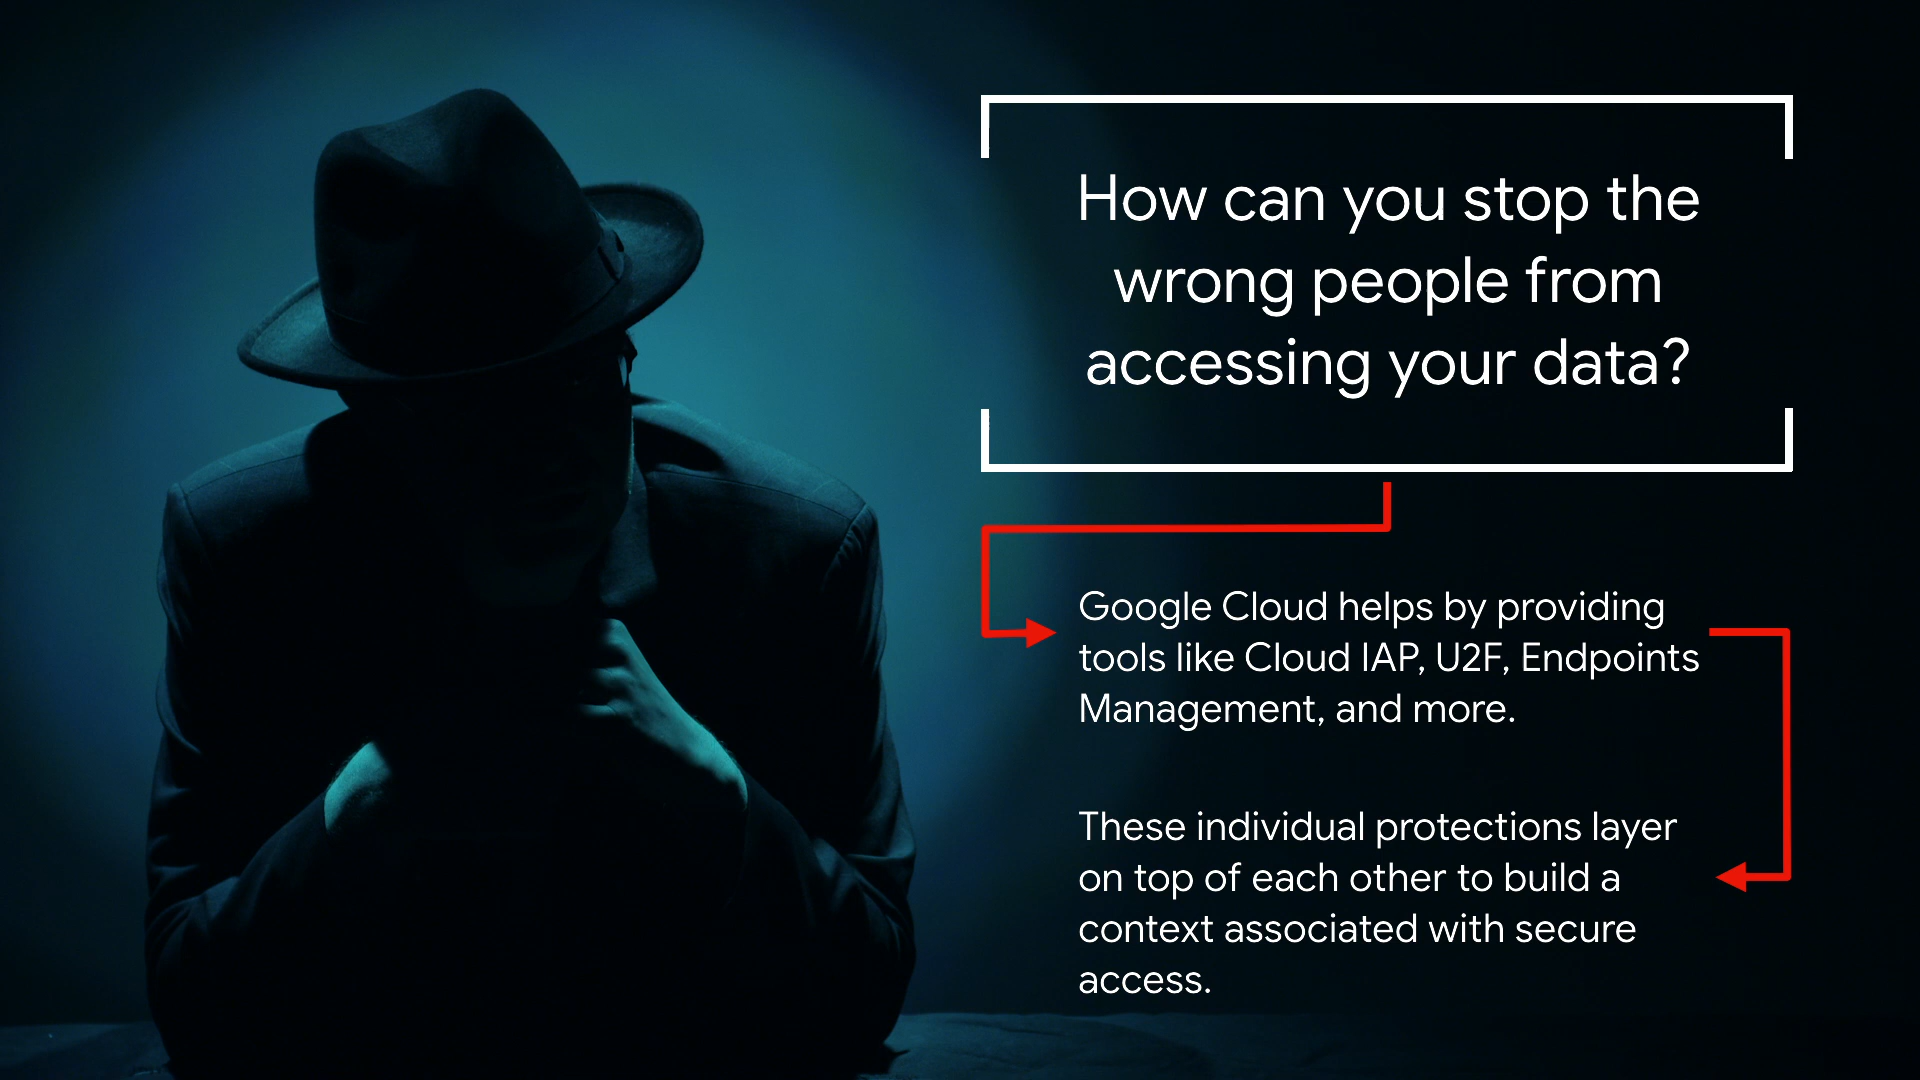 How can you stop the
wrong people from
accessing your data?
Google Cloud helps by providing
tools like Cloud IAP, U2F, Endpoints
Management, and more.
These individual protections layer
on top of each other to build a
context associated with secure
access.